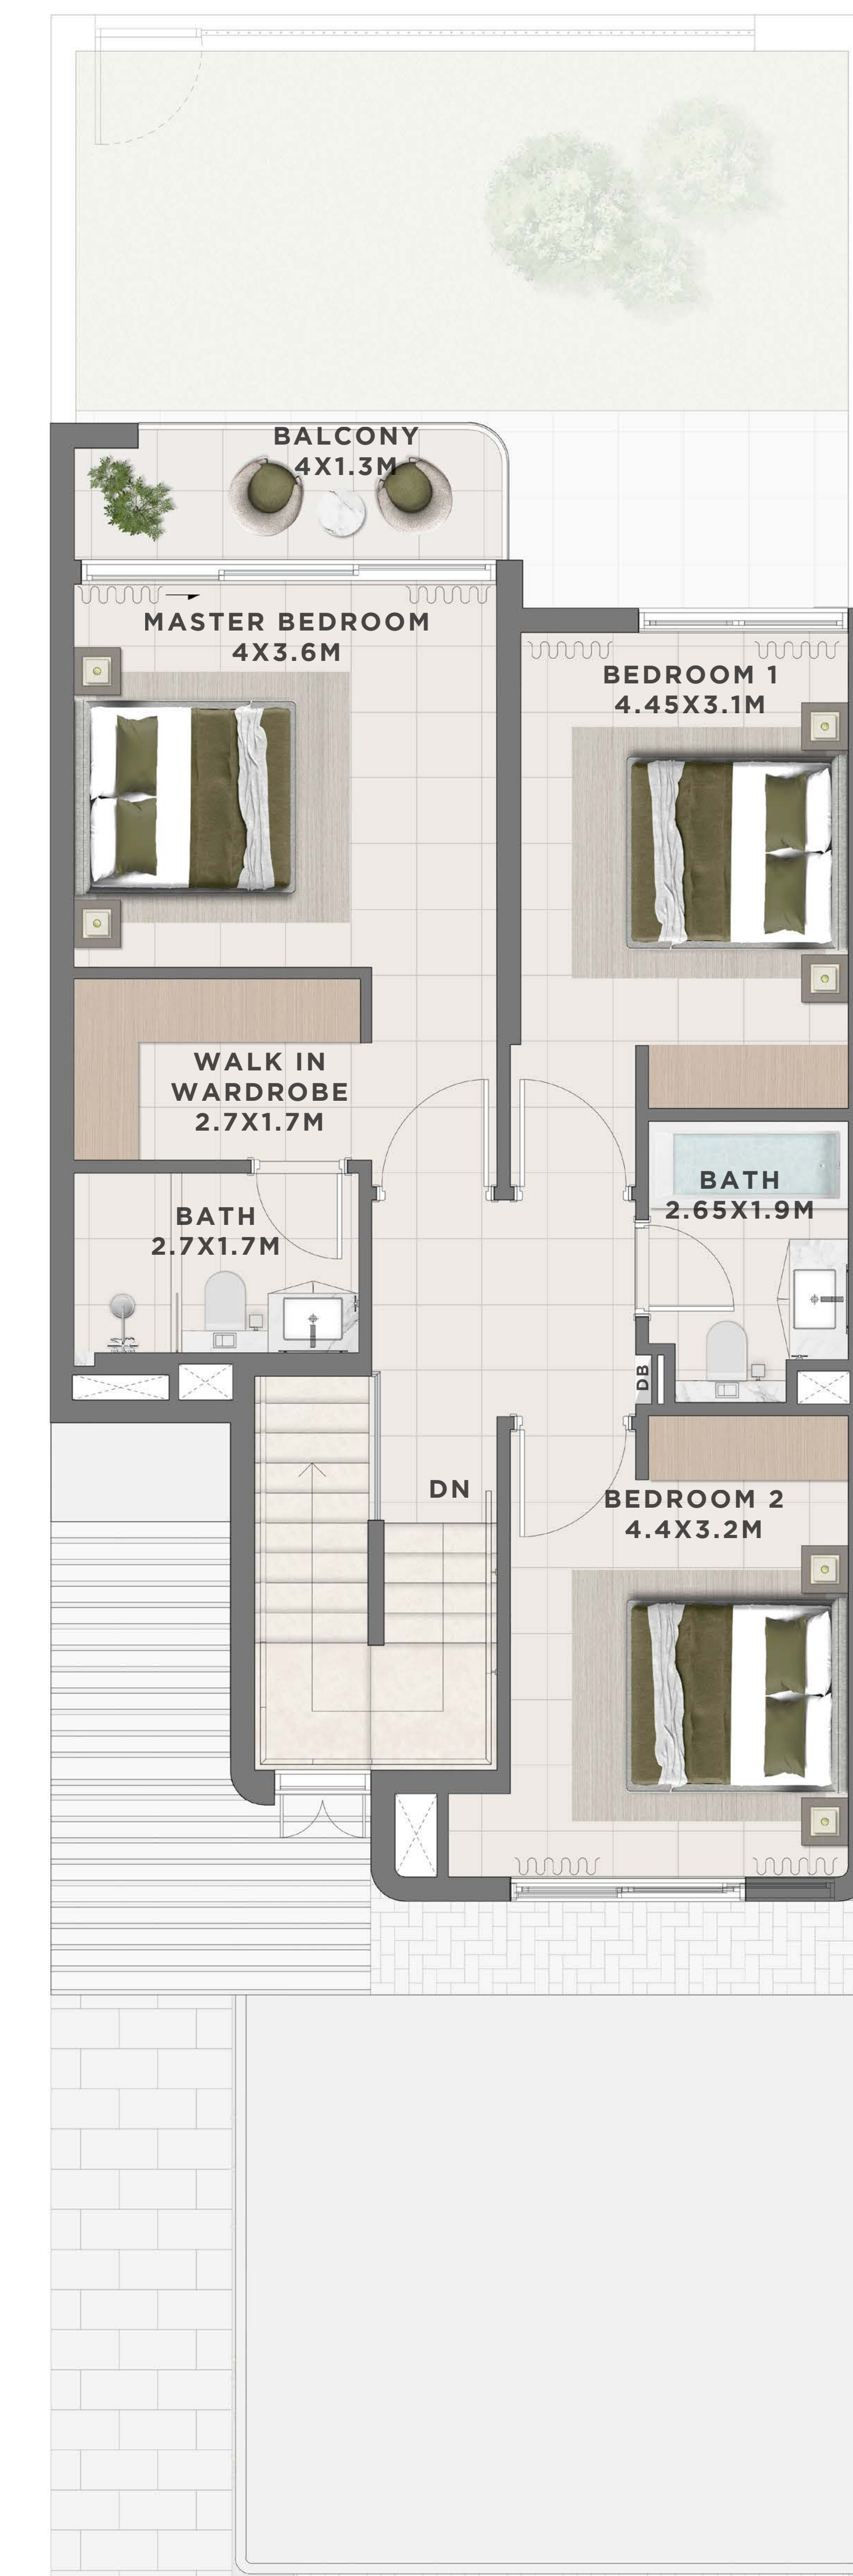 BALCONY
4X1.3M
MASTER BEDROOM
4X3.6M
BEDROOM 1
4.45X3.1M
WALK IN
WARDROBE
2.7X1.7M
BATH
2.65X1.9M
BATH
2.7X1.7M
DB
DN
BEDROOM 2
4.4X3.2M